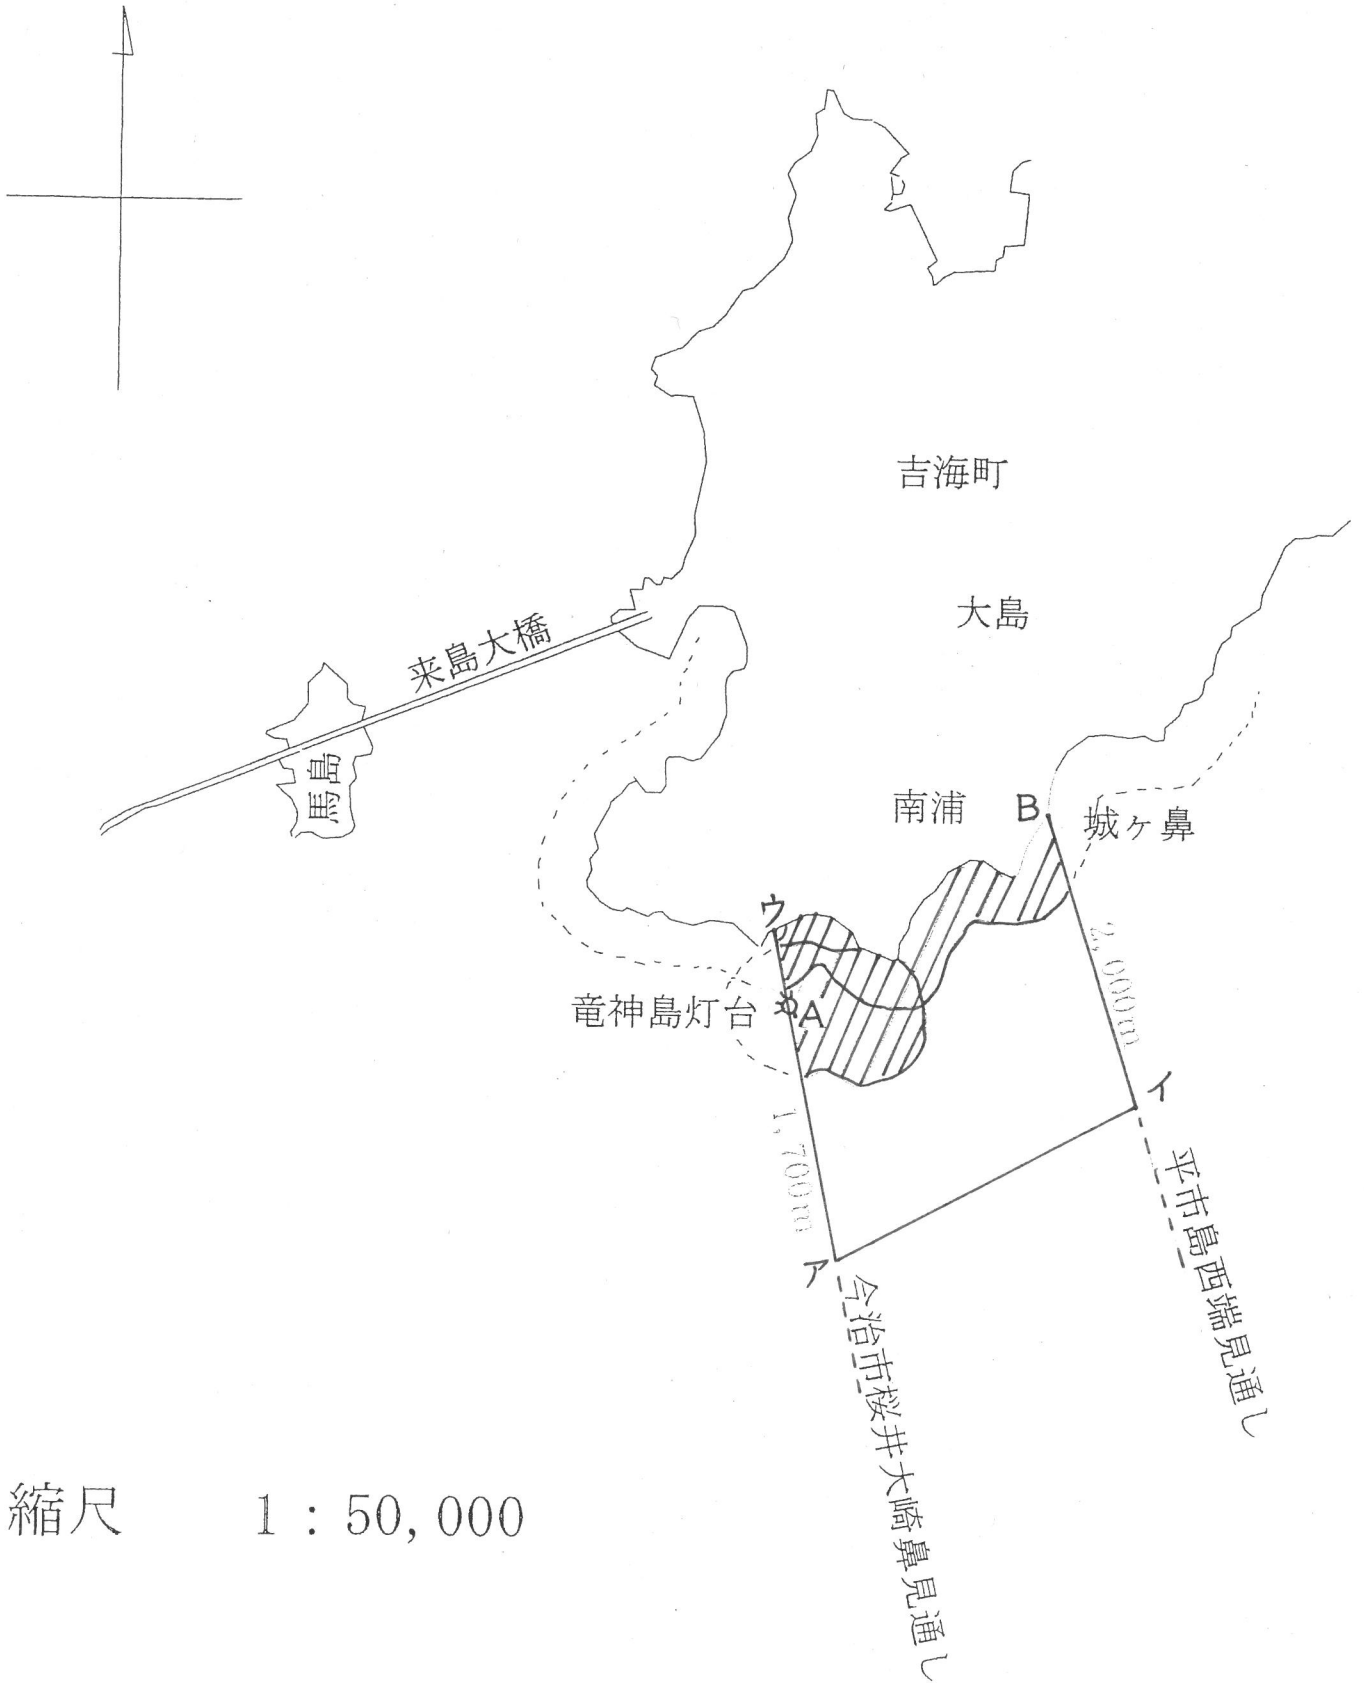 吉海町
大島
来島大橋
馬島
南浦
B
城ヶ鼻
ウ
竜神島灯台
A
2,000m
1,700m
イ
ア
平市島西端見通し
今治市桜井大崎鼻見通し
縮尺 1:50,000